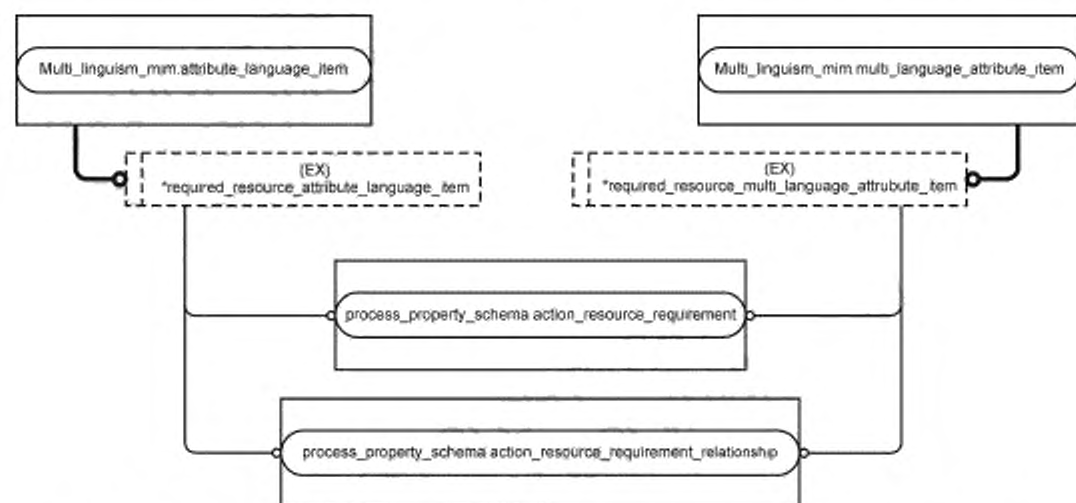 Multi_linguism_mim.attribute_language_item
Multi_linguism_mim.multi_language_attribute_item
(EX)
*required_resource_attribute_language_item
(EX)
*required_resource_multi_language_attrubute_item
process_property_schema.action_resource_requirement
process_property_schema.action_resource_requirement_relationship